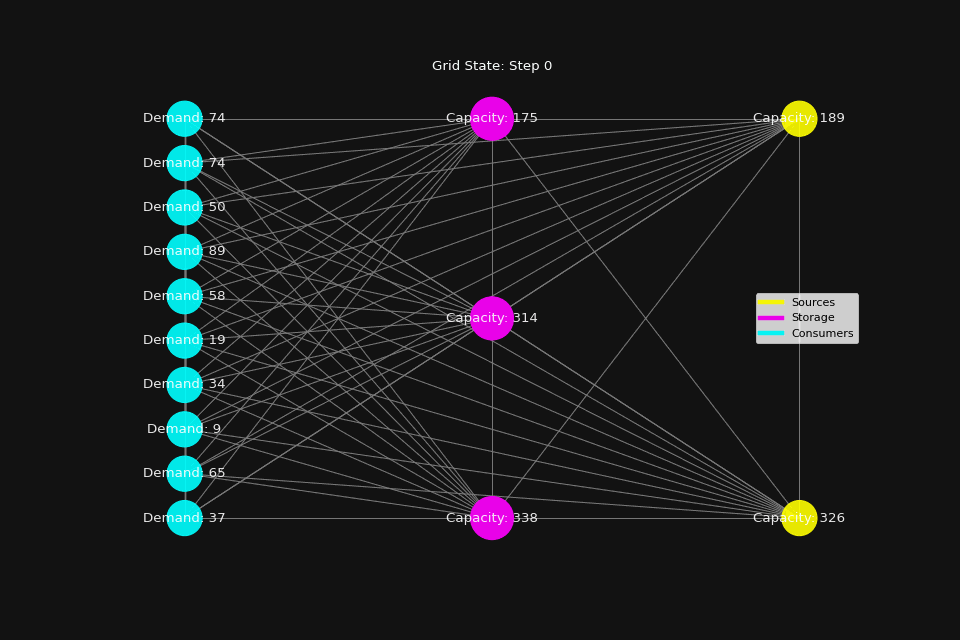 Grid State: Step 0
Demand: 74
Demand: 74
Demand: 50
Demand: 89
Demand: 58
Demand: 19
Demand: 34
Demand: 9
Demand: 65
Demand: 37
Capacity: 175
Capacity: 314
Capacity: 338
Capacity: 189
Capacity: 326
Sources
Storage
Consumers